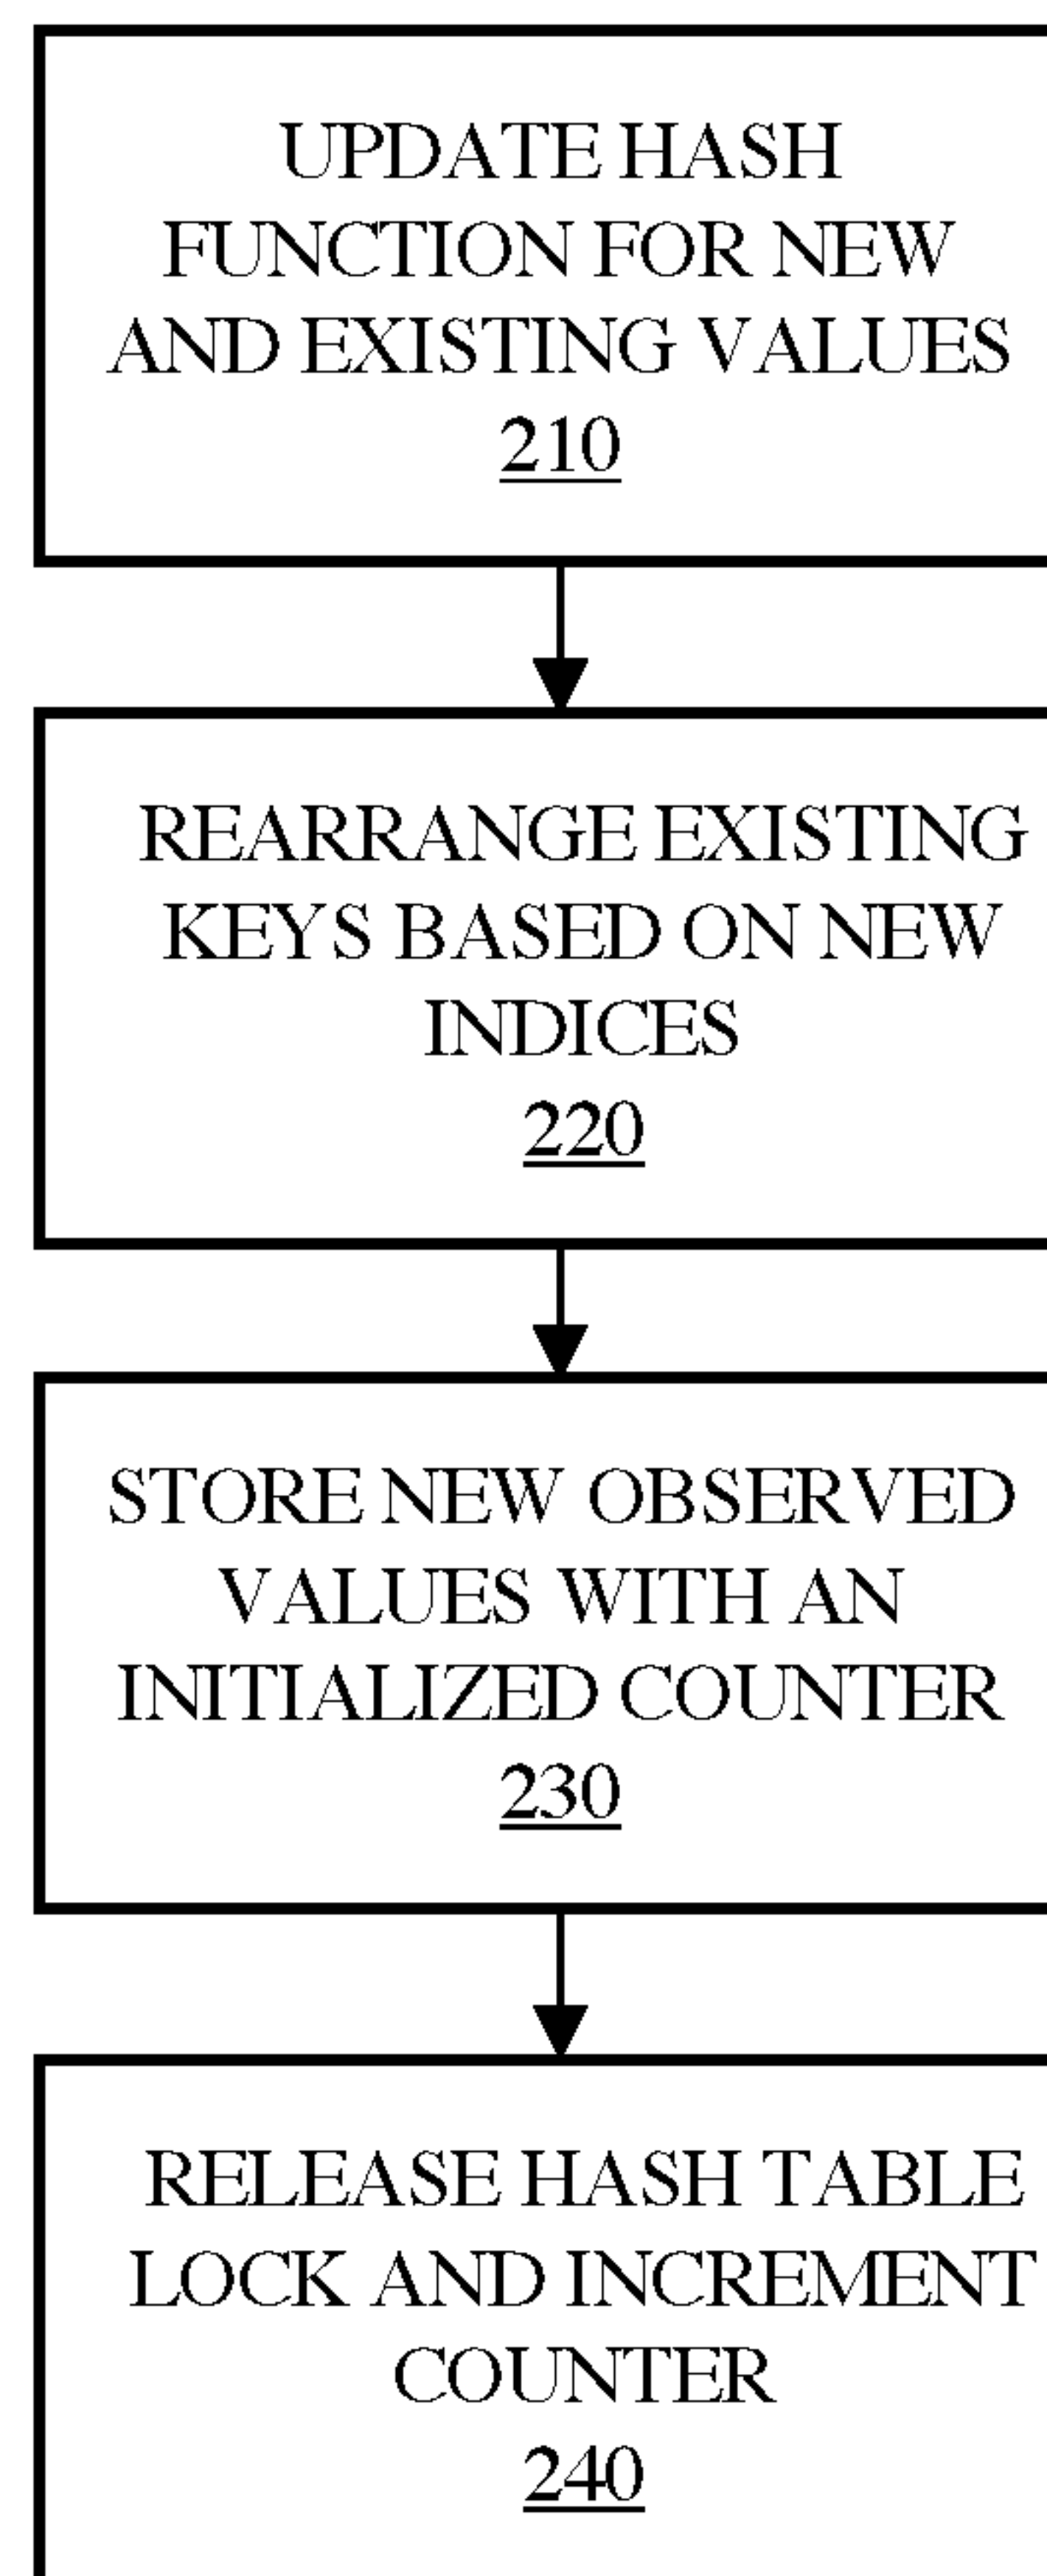 UPDATE HASH
FUNCTION FOR NEW
AND EXISTING VALUES
210
REARRANGE EXISTING
KEYS BASED ON NEW
INDICES
220
STORE NEW OBSERVED
VALUES WITH AN
INITIALIZED COUNTER
230
RELEASE HASH TABLE
LOCK AND INCREMENT
COUNTER
240